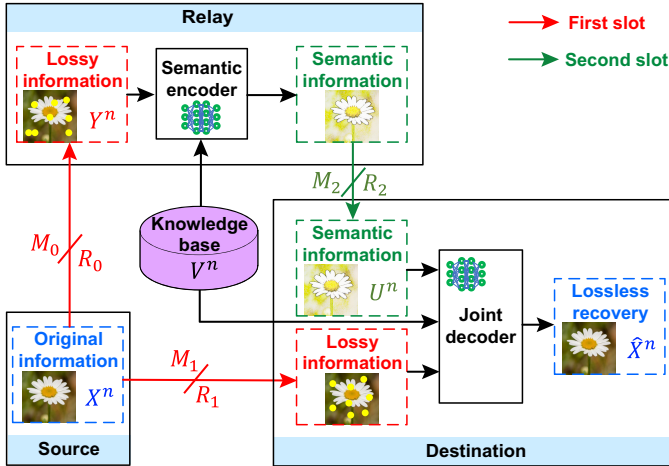 Relay
First slot
Second slot
Lossy
information
Y^n
Semantic
encoder
Semantic
information
M_0
R_0
Knowledge
base
V^n
M_2
R_2
Semantic
information
U^n
Joint
decoder
Lossless
recovery
X̂^n
Original
information
X^n
M_1
R_1
Lossy
information
Source
Destination